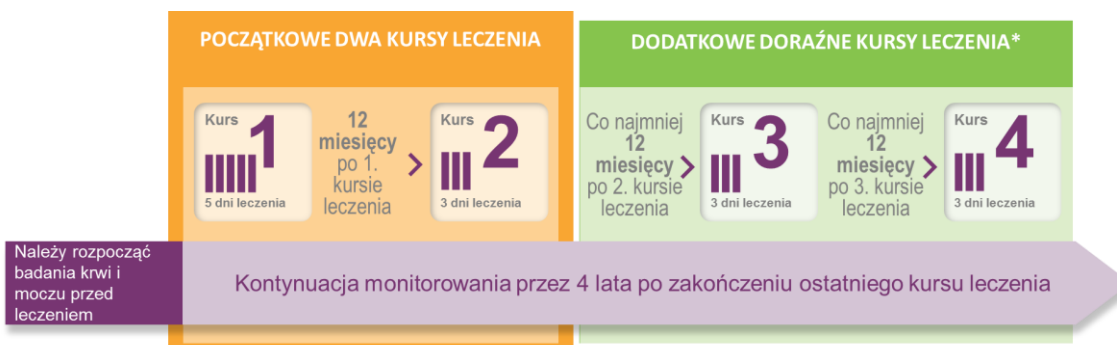 POCZĄTKOWE DWA KURSY LECZENIA
Kurs
1
5 dni leczenia
12
miesięcy
po 1.
kursie
leczenia
Kurs
2
3 dni leczenia
DODATKOWE DORAŹNE KURSY LECZENIA*
Co najmniej
12
miesięcy
po 2. kursie
leczenia
Kurs
3
3 dni leczenia
Co najmniej
12
miesięcy
po 3. kursie
leczenia
Kurs
4
3 dni leczenia
Należy rozpocząć
badania krwi i
moczu przed
leczeniem
Kontynuacja monitorowania przez 4 lata po zakończeniu ostatniego kursu leczenia